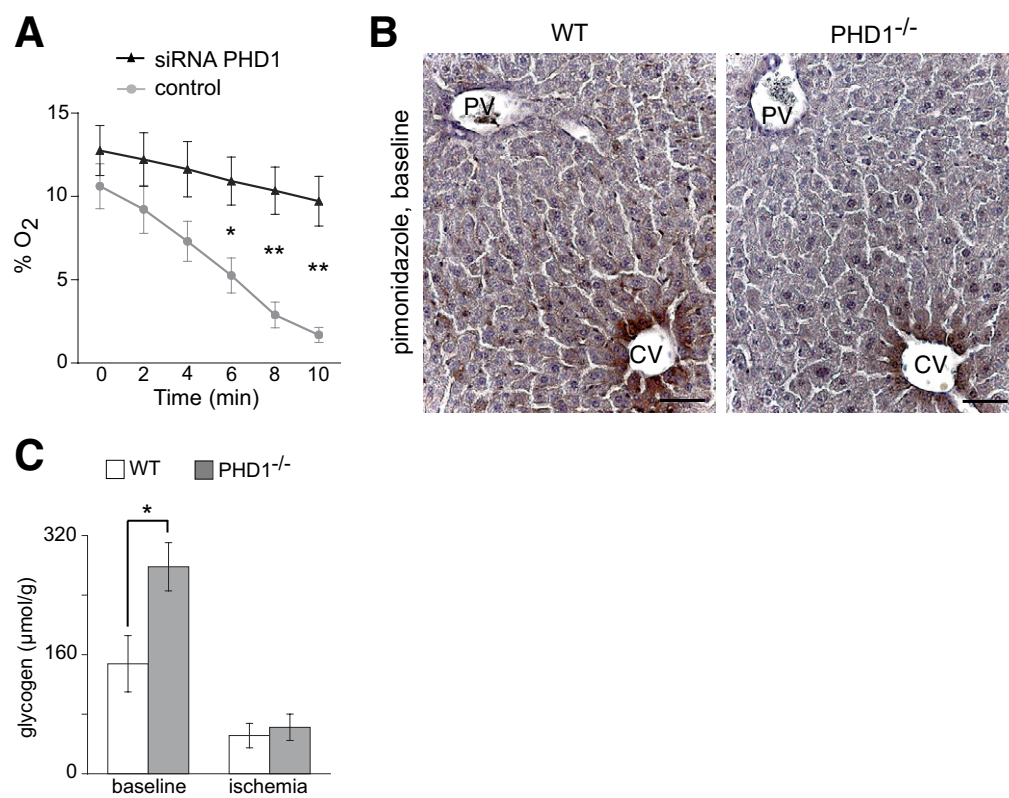 A
siRNA PHD1
control
15
10
5
0
% O2
*
**
**
0 2 4 6 8 10
Time (min)
B
WT
PHD1-/-
pimonidazole, baseline
PV
CV
PV
CV
C
WT
PHD1-/-
*
320
160
0
glycogen (µmol/g)
baseline
ischemia